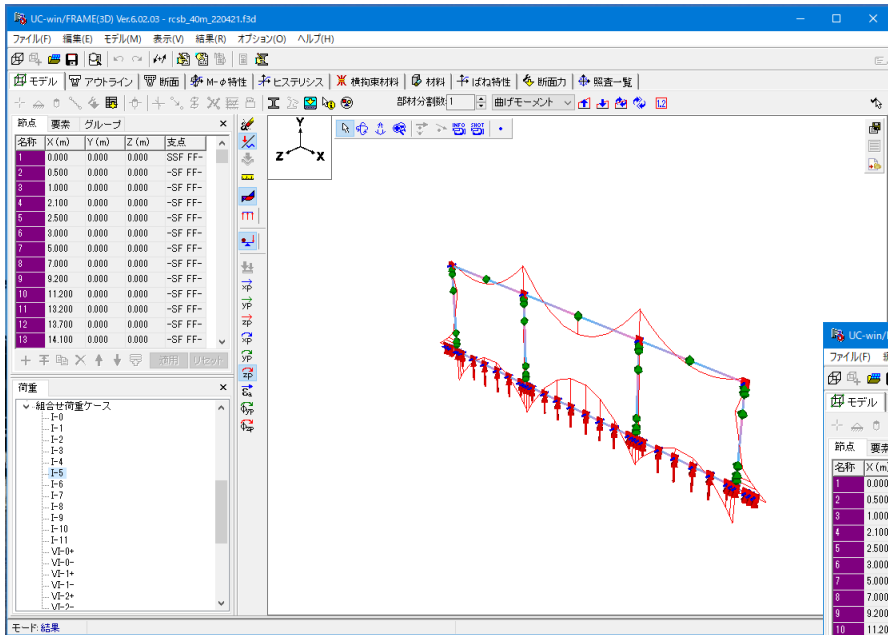 UC-win/FRAME(3D) Ver.6.02.03 - rcsb_40m_220421.f3d
ファイル(F) 編集(E) モデル(M) 表示(V) 結果(R) オプション(O) ヘルプ(H)
モデル アウトライン 断面 M-φ特性 ヒステリシス 横拘束材料 材料 ばね特性 断面力 照査一覧
部材分割数: 1 曲げモーメント
節点 要素 グループ
名称 X(m) Y(m) Z(m) 支点
1 0.000 0.000 0.000 SSF FF-
2 0.500 0.000 0.000 -SF FF-
3 1.000 0.000 0.000 -SF FF-
4 2.100 0.000 0.000 -SF FF-
5 2.500 0.000 0.000 -SF FF-
6 3.000 0.000 0.000 -SF FF-
7 5.000 0.000 0.000 -SF FF-
8 7.000 0.000 0.000 -SF FF-
9 9.200 0.000 0.000 -SF FF-
10 11.200 0.000 0.000 -SF FF-
11 13.200 0.000 0.000 -SF FF-
12 13.700 0.000 0.000 -SF FF-
13 14.100 0.000 0.000 -SF FF-
適用 リセット
荷重
組合せ荷重ケース
I-0
I-1
I-2
I-3
I-4
I-5
I-6
I-7
I-8
I-9
I-10
I-11
VI-0+
VI-0-
VI-1+
VI-1-
VI-2+
VI-2-
モード:結果
xp
yp
zp
xp
yp
zp
Y
Z X
INFO SHOT
UC-win/
ファイル(F)
モデル
節点 要素
名称 X(m)
1 0.000
2 0.500
3 1.000
4 2.100
5 2.500
6 3.000
7 5.000
8 7.000
9 9.200
10 11.20